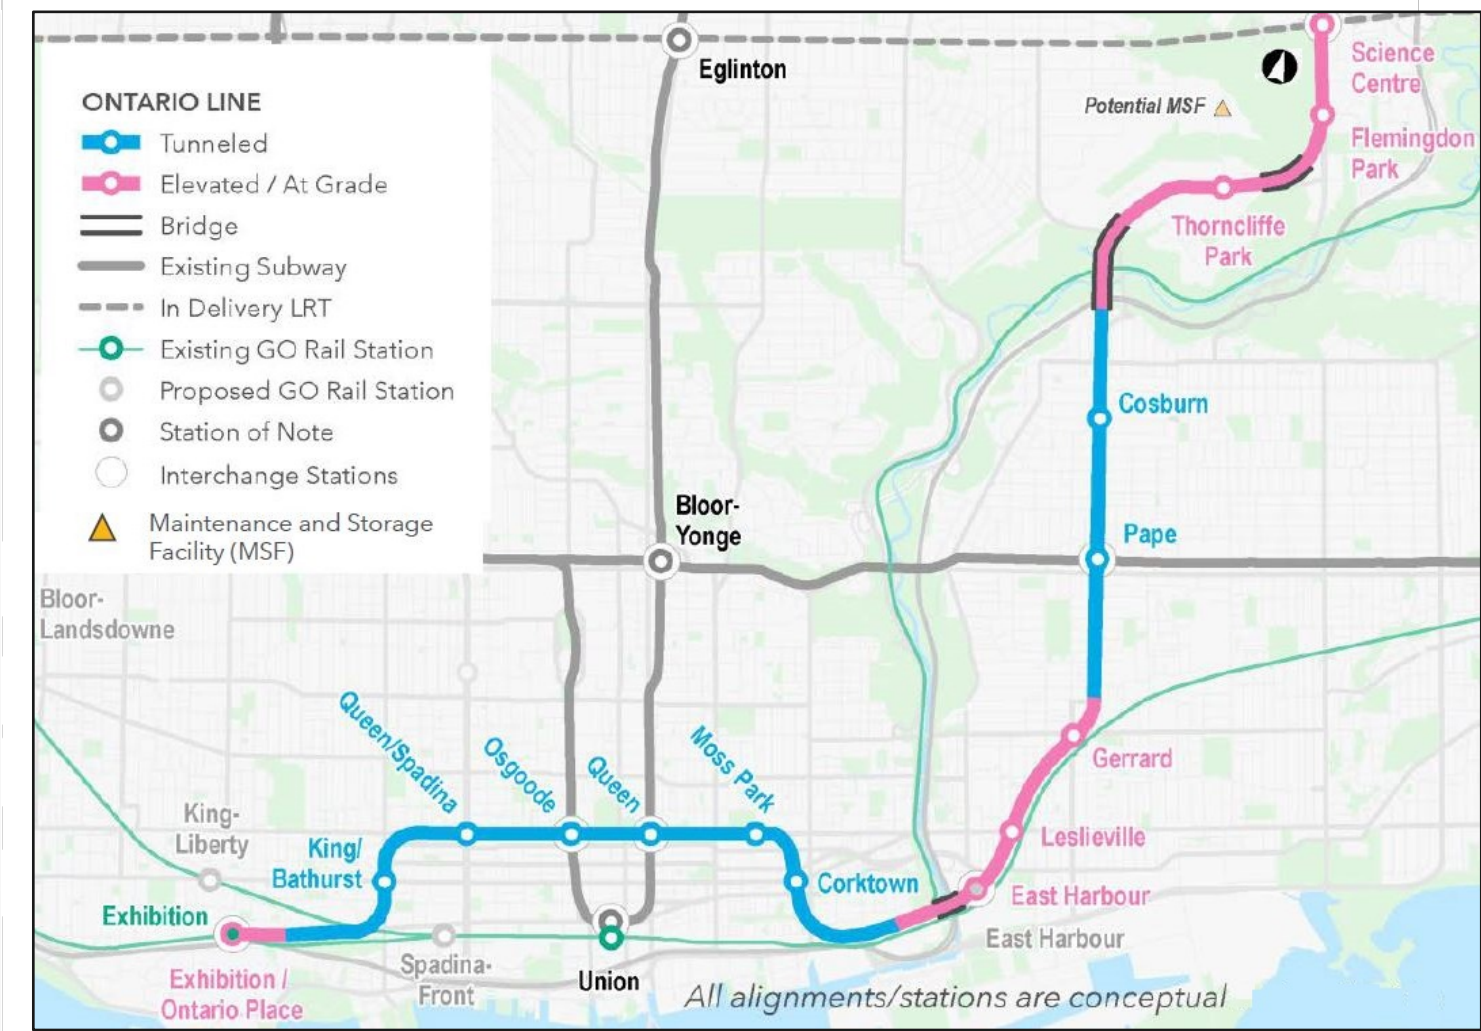 ONTARIO LINE
Tunneled
Elevated / At Grade
Bridge
Existing Subway
In Delivery LRT
Existing GO Rail Station
Proposed GO Rail Station
Station of Note
Interchange Stations
Maintenance and Storage
Facility (MSF)
Eglinton
Potential MSF
Science
Centre
Flemingdon
Park
Thorncliffe
Park
Cosburn
Bloor-
Yonge
Pape
Bloor-
Landsdowne
Queen/Spadina
Osgoode
Queen
Moss Park
Gerrard
King-
Liberty
King/
Bathurst
Leslieville
Corktown
East Harbour
Exhibition
East Harbour
Spadina-
Front
Union
Exhibition /
Ontario Place
All alignments/stations are conceptual